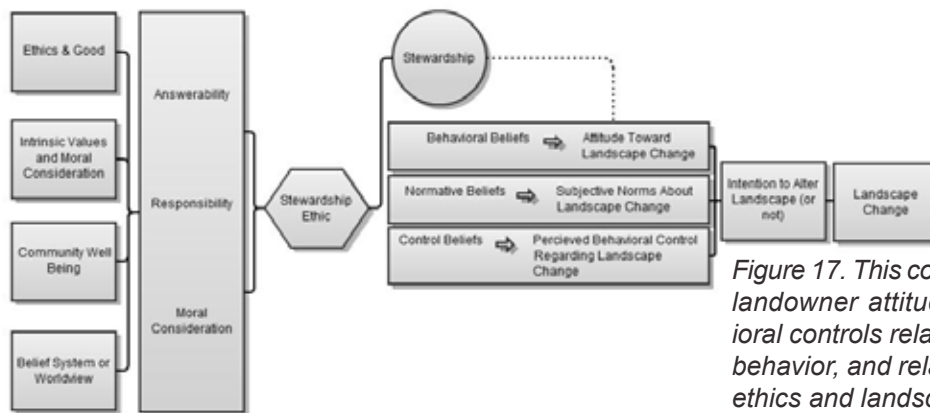 Ethics & Good
Intrinsic Values
and Moral
Consideration
Community Well
Being
Belief System or
Worldview
Answerability
Responsibility
Moral
Consideration
Stewardship
Ethic
Stewardship
Behavioral Beliefs
Attitude Toward
Landscape Change
Normative Beliefs
Subjective Norms About
Landscape Change
Control Beliefs
Percieved Behavioral Control
Regarding Landscape
Change
Intention to Alter
Landscape (or
not)
Landscape
Change
Figure 17. This co
landowner attitu
ioral controls rela
behavior, and rela
ethics and landsc